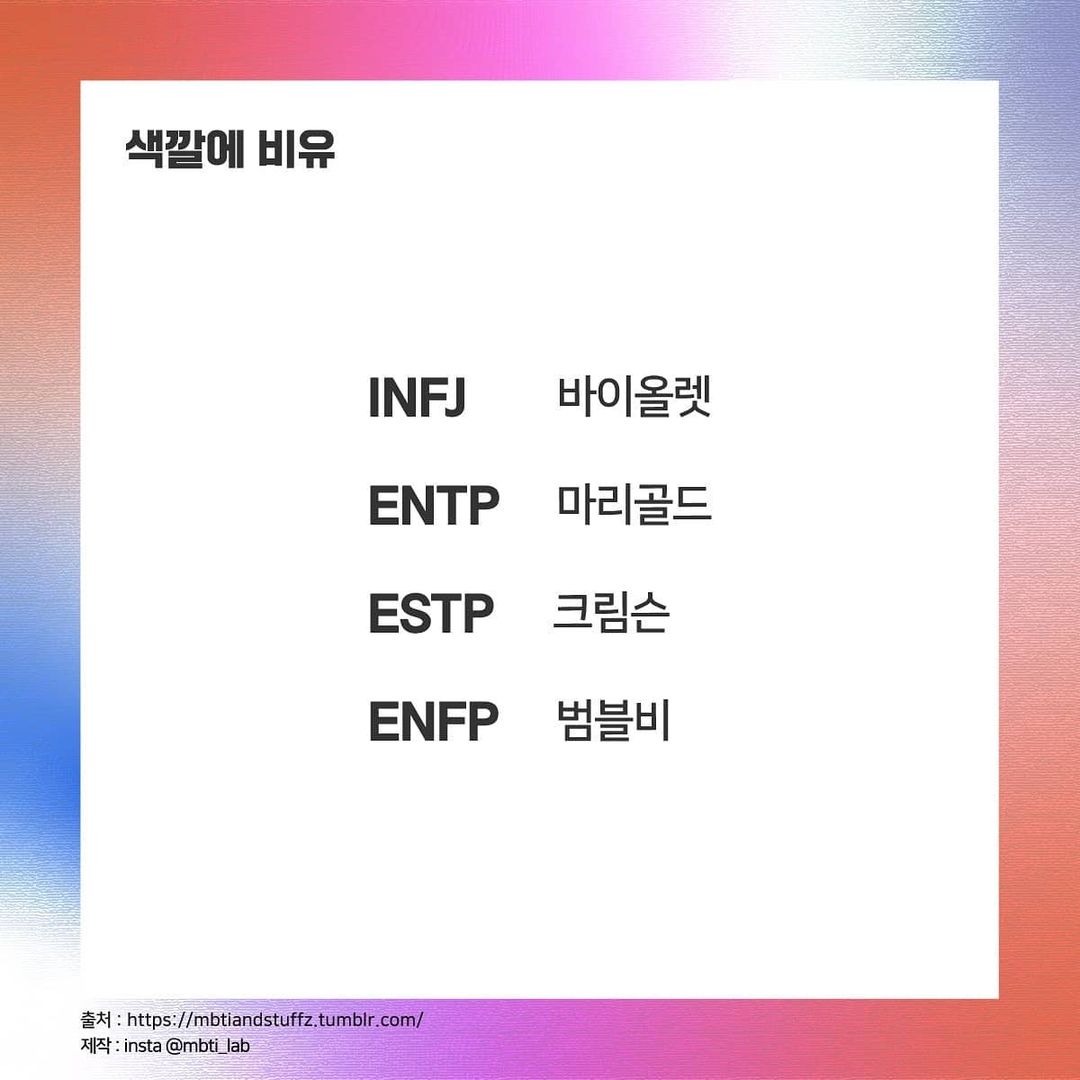 색깔에 비유
INFJ 바이올렛
ENTP 마리골드
ESTP 크림슨
ENFP 범블비
출처 : https://mbtiandstuffz.tumblr.com/
제작 : insta @mbti_lab